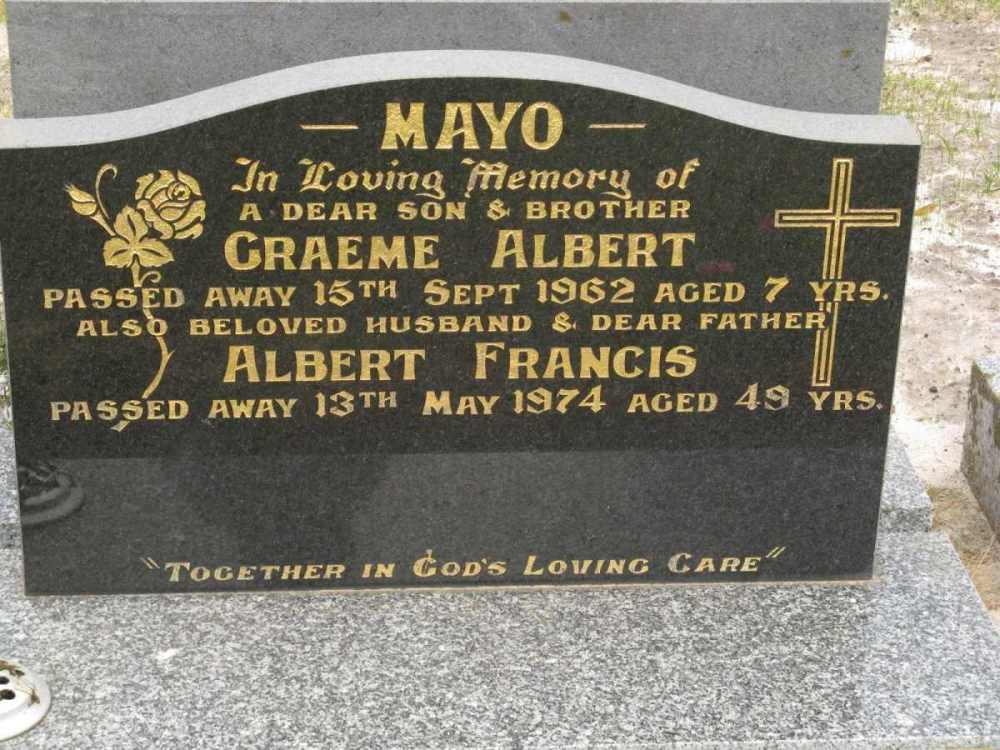 — MAYO —
In Loving Memory of
A DEAR SON & BROTHER
GRAEME ALBERT
PASSED AWAY 15TH SEPT 1962 AGED 7 YRS.
ALSO BELOVED HUSBAND & DEAR FATHER
ALBERT FRANCIS
PASSED AWAY 13TH MAY 1974 AGED 49 YRS.
"TOGETHER IN GOD'S LOVING CARE"